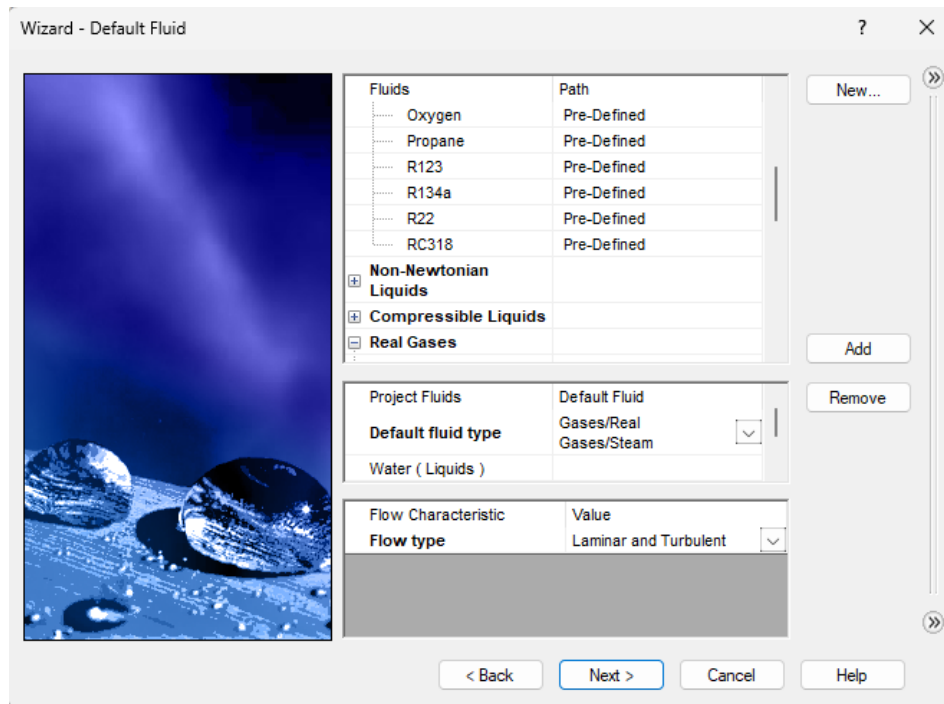 Wizard - Default Fluid
?
Fluids Path
New...
Oxygen Pre-Defined
Propane Pre-Defined
R123 Pre-Defined
R134a Pre-Defined
R22 Pre-Defined
RC318 Pre-Defined
Non-Newtonian
Liquids
Compressible Liquids
Real Gases
Add
Project Fluids Default Fluid
Remove
Default fluid type Gases/Real
Gases/Steam
Water ( Liquids )
Flow Characteristic Value
Flow type Laminar and Turbulent
< Back Next > Cancel Help